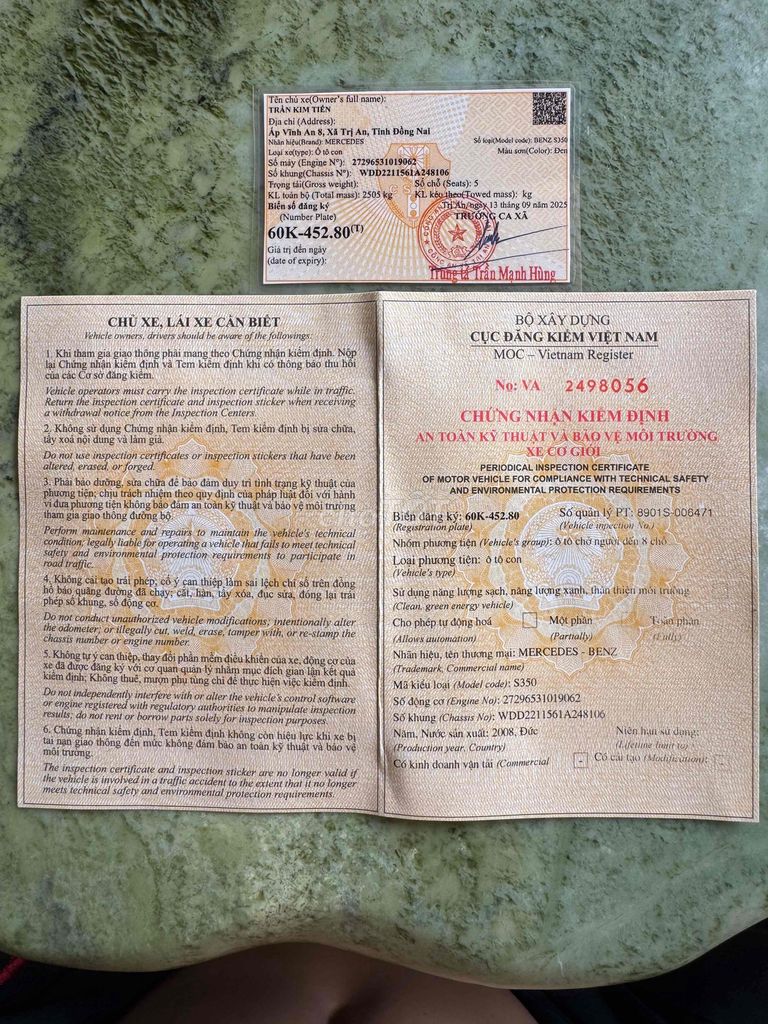 Tên chủ xe(Owner's full name):
TRẦN KIM TIẾN
Địa chỉ (Address):
Ấp Vĩnh An 8, Xã Trị An, Tỉnh Đồng Nai
Nhãn hiệu(Brand): MERCEDES
Số loại(Model code): BENZ S350
Loại xe(type): Ô tô con
Màu sơn(Color): Đen
Số máy (Engine N°): 27296531019062
Số khung(Chassis N°): WDD2211561A248106
Trọng tải(Gross weight):
Số chỗ (Seats): 5
KL toàn bộ (Total mass): 2505 kg
KL kéo theo(Towed mass): kg
Biển số đăng ký
Trị An, ngày 13 tháng 09 năm 2025
(Number Plate)
TRƯỞNG CA XÃ
60K-452.80(T)
Giá trị đến ngày
(date of expiry):
Trung tá Trần Mạnh Hùng
CHỦ XE, LÁI XE CẦN BIẾT
Vehicle owners, drivers should be aware of the followings:
1. Khi tham gia giao thông phải mang theo Chứng nhận kiểm định. Nộp
lại Chứng nhận kiểm định và Tem kiểm định khi có thông báo thu hồi
của các Cơ sở đăng kiểm.
Vehicle operators must carry the inspection certificate while in traffic.
Return the inspection certificate and inspection sticker when receiving
a withdrawal notice from the Inspection Centers.
2. Không sử dụng Chứng nhận kiểm định, Tem kiểm định bị sửa chữa,
tẩy xoá nội dung và làm giả.
Do not use inspection certificates or inspection stickers that have been
altered, erased, or forged.
3. Phải bảo dưỡng, sửa chữa để bảo đảm duy trì tình trạng kỹ thuật của
phương tiện; chịu trách nhiệm theo quy định của pháp luật đối với hành
vi đưa phương tiện không bảo đảm an toàn kỹ thuật và bảo vệ môi trường
tham gia giao thông đường bộ.
Perform maintenance and repairs to maintain the vehicle's technical
condition; legally liable for operating a vehicle that fails to meet technical
safety and environmental protection requirements to participate in
road traffic.
4. Không cải tạo trái phép; cố ý can thiệp làm sai lệch chỉ số trên đồng
hồ báo quãng đường đã chạy; cắt, hàn, tẩy xóa, đục sửa, đóng lại trái
phép số khung, số động cơ.
Do not conduct unauthorized vehicle modifications; intentionally alter
the odometer; or illegally cut, weld, erase, tamper with, or re-stamp the
chassis number or engine number.
5. Không tự ý can thiệp, thay đổi phần mềm điều khiển của xe, động cơ của
xe đã được đăng ký với cơ quan quản lý nhằm mục đích gian lận kết quả
kiểm định; Không thuê, mượn phụ tùng chỉ để thực hiện việc kiểm định.
Do not independently interfere with or alter the vehicle's control software
or engine registered with regulatory authorities to manipulate inspection
results; do not rent or borrow parts solely for inspection purposes.
6. Chứng nhận kiểm định, Tem kiểm định không còn hiệu lực khi xe bị
tai nạn giao thông đến mức không đảm bảo an toàn kỹ thuật và bảo vệ
môi trường.
The inspection certificate and inspection sticker are no longer valid if
the vehicle is involved in a traffic accident to the extent that it no longer
meets technical safety and environmental protection requirements.
BỘ XÂY DỰNG
CỤC ĐĂNG KIỂM VIỆT NAM
MOC – Vietnam Register
No: VA 2498056
CHỨNG NHẬN KIỂM ĐỊNH
AN TOÀN KỸ THUẬT VÀ BẢO VỆ MÔI TRƯỜNG
XE CƠ GIỚI
PERIODICAL INSPECTION CERTIFICATE
OF MOTOR VEHICLE FOR COMPLIANCE WITH TECHNICAL SAFETY
AND ENVIRONMENTAL PROTECTION REQUIREMENTS
Biển đăng ký: 60K-452.80 Số quản lý PT: 8901S-006471
(Registration plate) (Vehicle inspection No.)
Nhóm phương tiện (Vehicle's group): ô tô chở người đến 8 chỗ
Loại phương tiện: ô tô con
(Vehicle's type)
Sử dụng năng lượng sạch, năng lượng xanh, thân thiện môi trường
(Clean, green energy vehicle)
Cho phép tự động hoá Một phần Toàn phần
(Allows automation) (Partially) (Fully)
Nhãn hiệu, tên thương mại: MERCEDES - BENZ
(Trademark, Commercial name)
Mã kiểu loại (Model code): S350
Số động cơ (Engine No): 27296531019062
Số khung (Chassis No): WDD2211561A248106
Năm, Nước sản xuất: 2008, Đức Niên hạn sử dụng:
(Production year, Country) (Lifetime limit to)
Có kinh doanh vận tải (Commercial - Có cải tạo (Modification): -